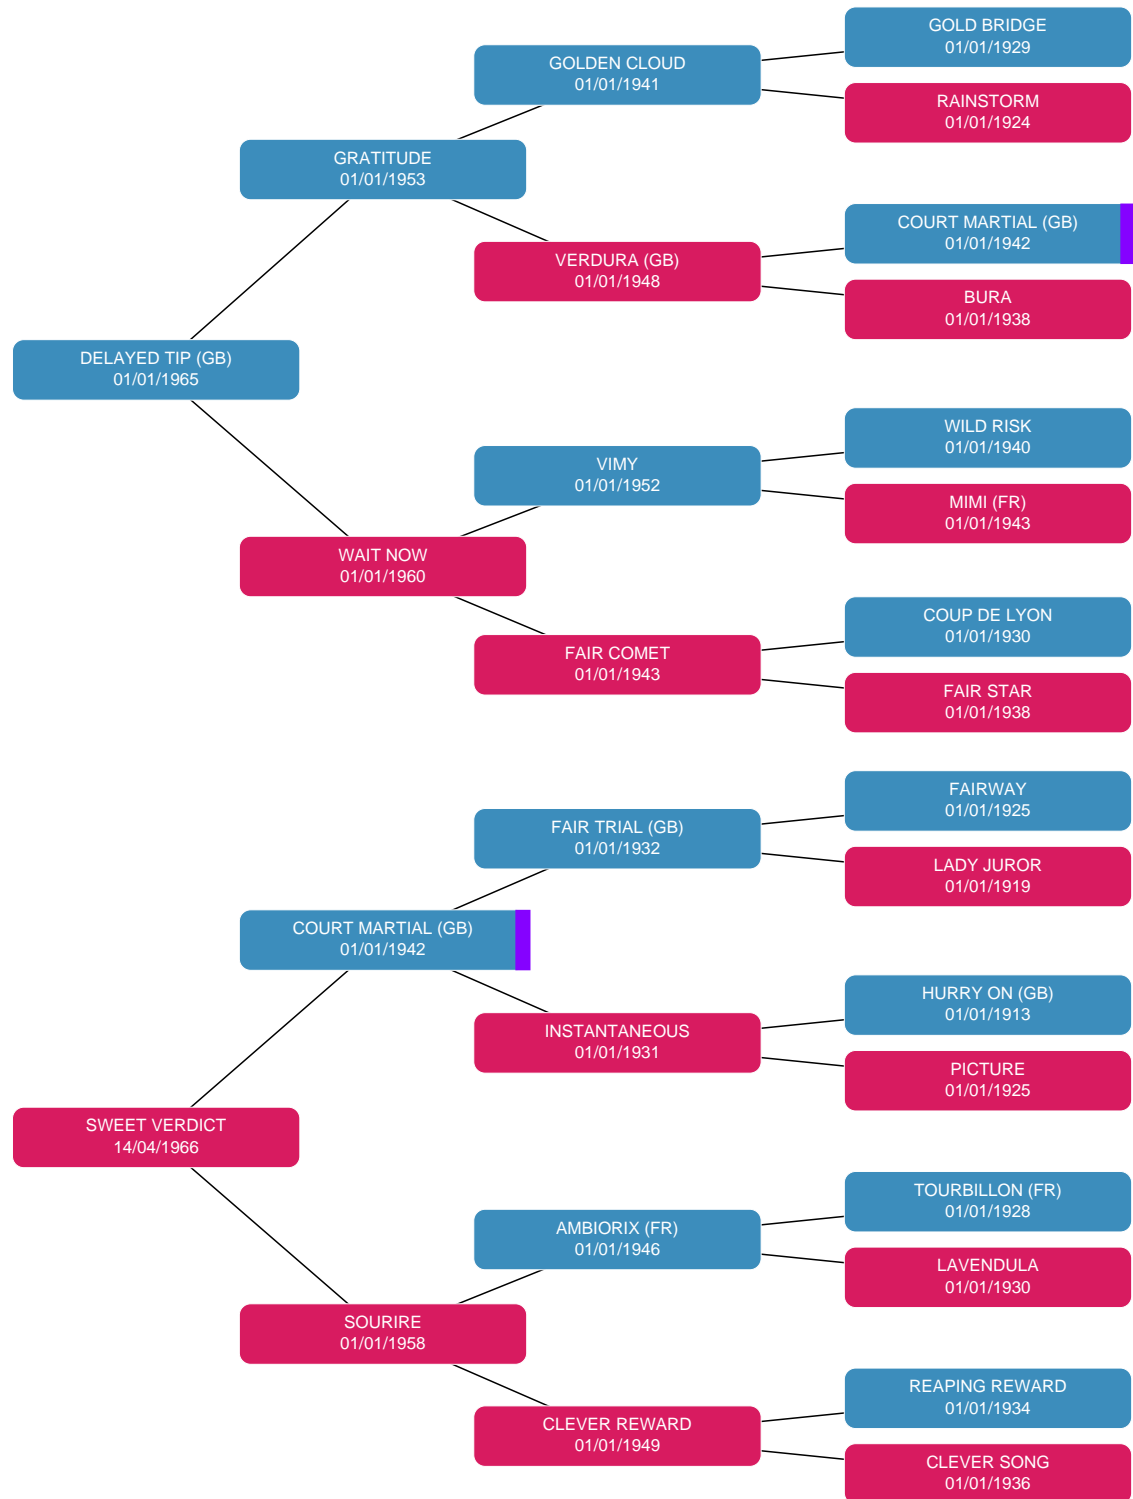 GOLD BRIDGE
01/01/1929
GOLDEN CLOUD
01/01/1941
RAINSTORM
01/01/1924
GRATITUDE
01/01/1953
COURT MARTIAL (GB)
01/01/1942
VERDURA (GB)
01/01/1948
BURA
01/01/1938
DELAYED TIP (GB)
01/01/1965
WILD RISK
01/01/1940
VIMY
01/01/1952
MIMI (FR)
01/01/1943
WAIT NOW
01/01/1960
COUP DE LYON
01/01/1930
FAIR COMET
01/01/1943
FAIR STAR
01/01/1938
FAIRWAY
01/01/1925
FAIR TRIAL (GB)
01/01/1932
LADY JUROR
01/01/1919
COURT MARTIAL (GB)
01/01/1942
HURRY ON (GB)
01/01/1913
INSTANTANEOUS
01/01/1931
PICTURE
01/01/1925
SWEET VERDICT
14/04/1966
TOURBILLON (FR)
01/01/1928
AMBIORIX (FR)
01/01/1946
LAVENDULA
01/01/1930
SOURIRE
01/01/1958
REAPING REWARD
01/01/1934
CLEVER REWARD
01/01/1949
CLEVER SONG
01/01/1936